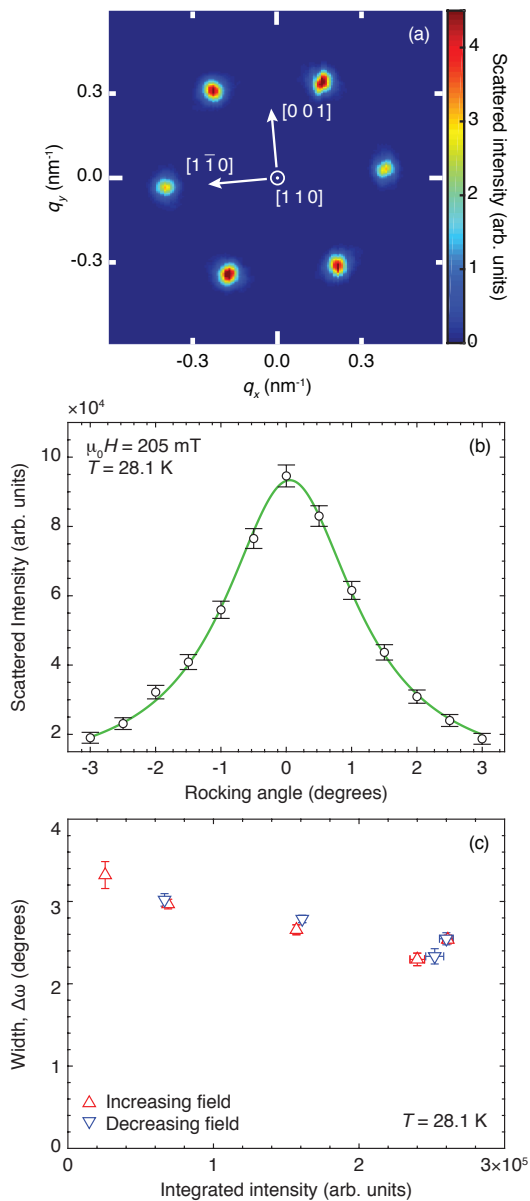 (a)
0.3
0.0
-0.3
q_y (nm⁻¹)
[0 0 1]
[1 1̄ 0]
[1 1 0]
-0.3
0.0
0.3
q_x (nm⁻¹)
4
3
2
1
0
Scattered intensity (arb. units)
×10⁴
μ₀H = 205 mT
T = 28.1 K
(b)
10
8
6
4
2
Scattered Intensity (arb. units)
-3
-2
-1
0
1
2
3
Rocking angle (degrees)
(c)
4
3
2
1
0
Width, Δω (degrees)
Increasing field
Decreasing field
T = 28.1 K
0
1
2
3×10⁵
Integrated intensity (arb. units)